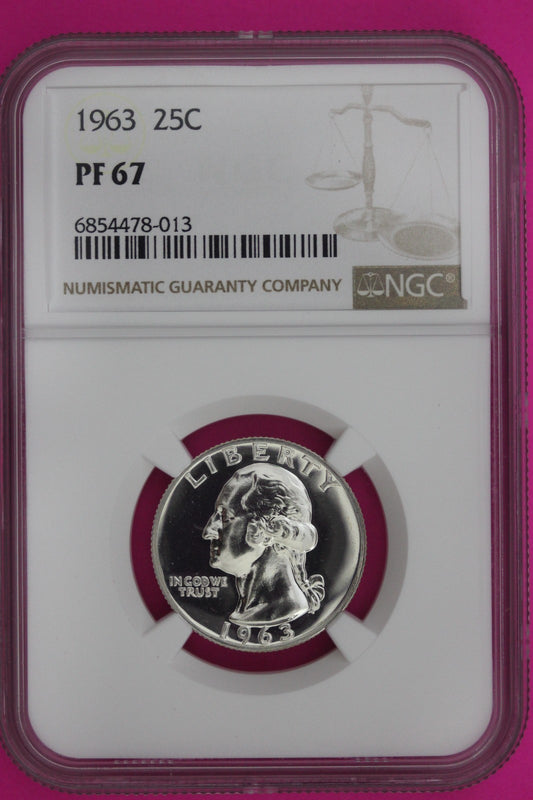 1963 25C
PF 67
6854478-013
NUMISMATIC GUARANTY COMPANY
NGC®
LIBERTY
IN GOD WE
TRUST
1963